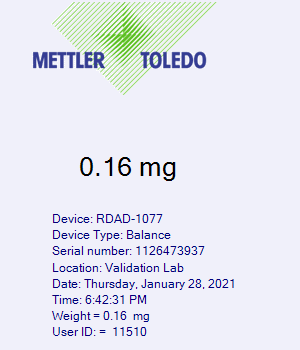 METTLER TOLEDO
0.16 mg
Device: RDAD-1077
Device Type: Balance
Serial number: 1126473937
Location: Validation Lab
Date: Thursday, January 28, 2021
Time: 6:42:31 PM
Weight = 0.16  mg
User ID: =  11510